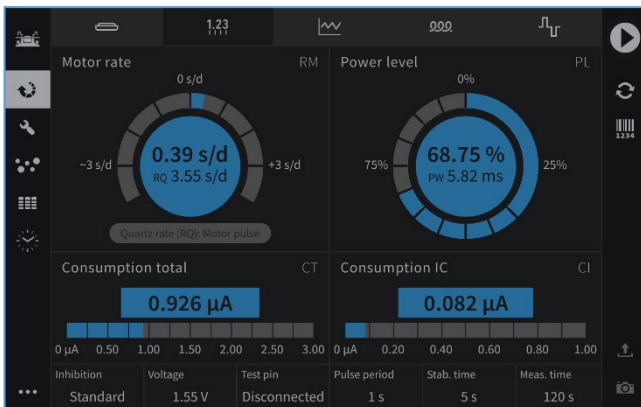 1.23
Motor rate RM
0 s/d
−3 s/d
+3 s/d
0.39 s/d
RQ 3.55 s/d
Quartz rate (RQ): Motor pulse
Power level PL
0%
75%
25%
68.75 %
PW 5.82 ms
1234
Consumption total CT
0.926 µA
0 µA 0.50 1.00 1.50 2.00 2.50 3.00
Consumption IC CI
0.082 µA
0 µA 0.20 0.40 0.60 0.80 1.00
Inhibition Voltage Test pin Pulse period Stab. time Meas. time
Standard 1.55 V Disconnected 1 s 5 s 120 s